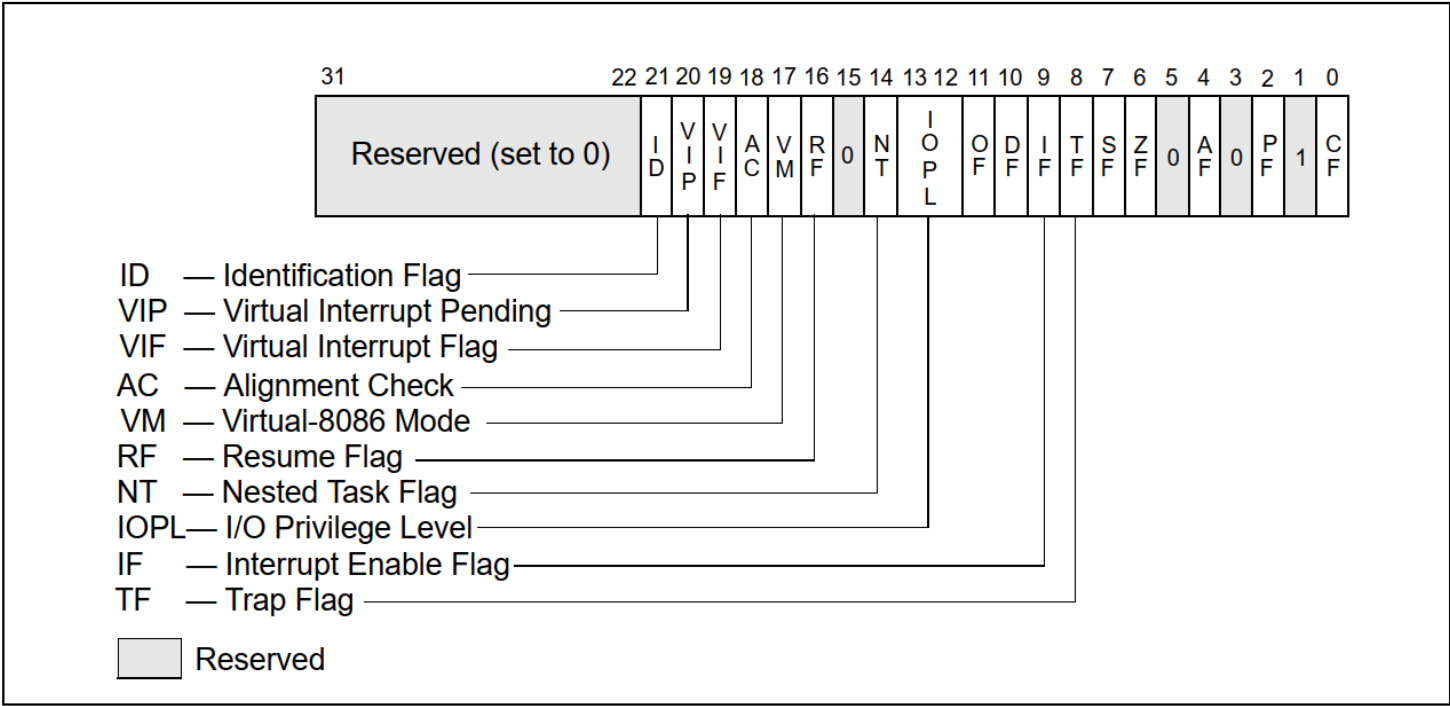 31 22 21 20 19 18 17 16 15 14 13 12 11 10 9 8 7 6 5 4 3 2 1 0
Reserved (set to 0) ID VIP VIF AC VM RF 0 NT IOPL OF DF IF TF SF ZF 0 AF 0 PF 1 CF
ID — Identification Flag
VIP — Virtual Interrupt Pending
VIF — Virtual Interrupt Flag
AC — Alignment Check
VM — Virtual-8086 Mode
RF — Resume Flag
NT — Nested Task Flag
IOPL— I/O Privilege Level
IF — Interrupt Enable Flag
TF — Trap Flag
Reserved